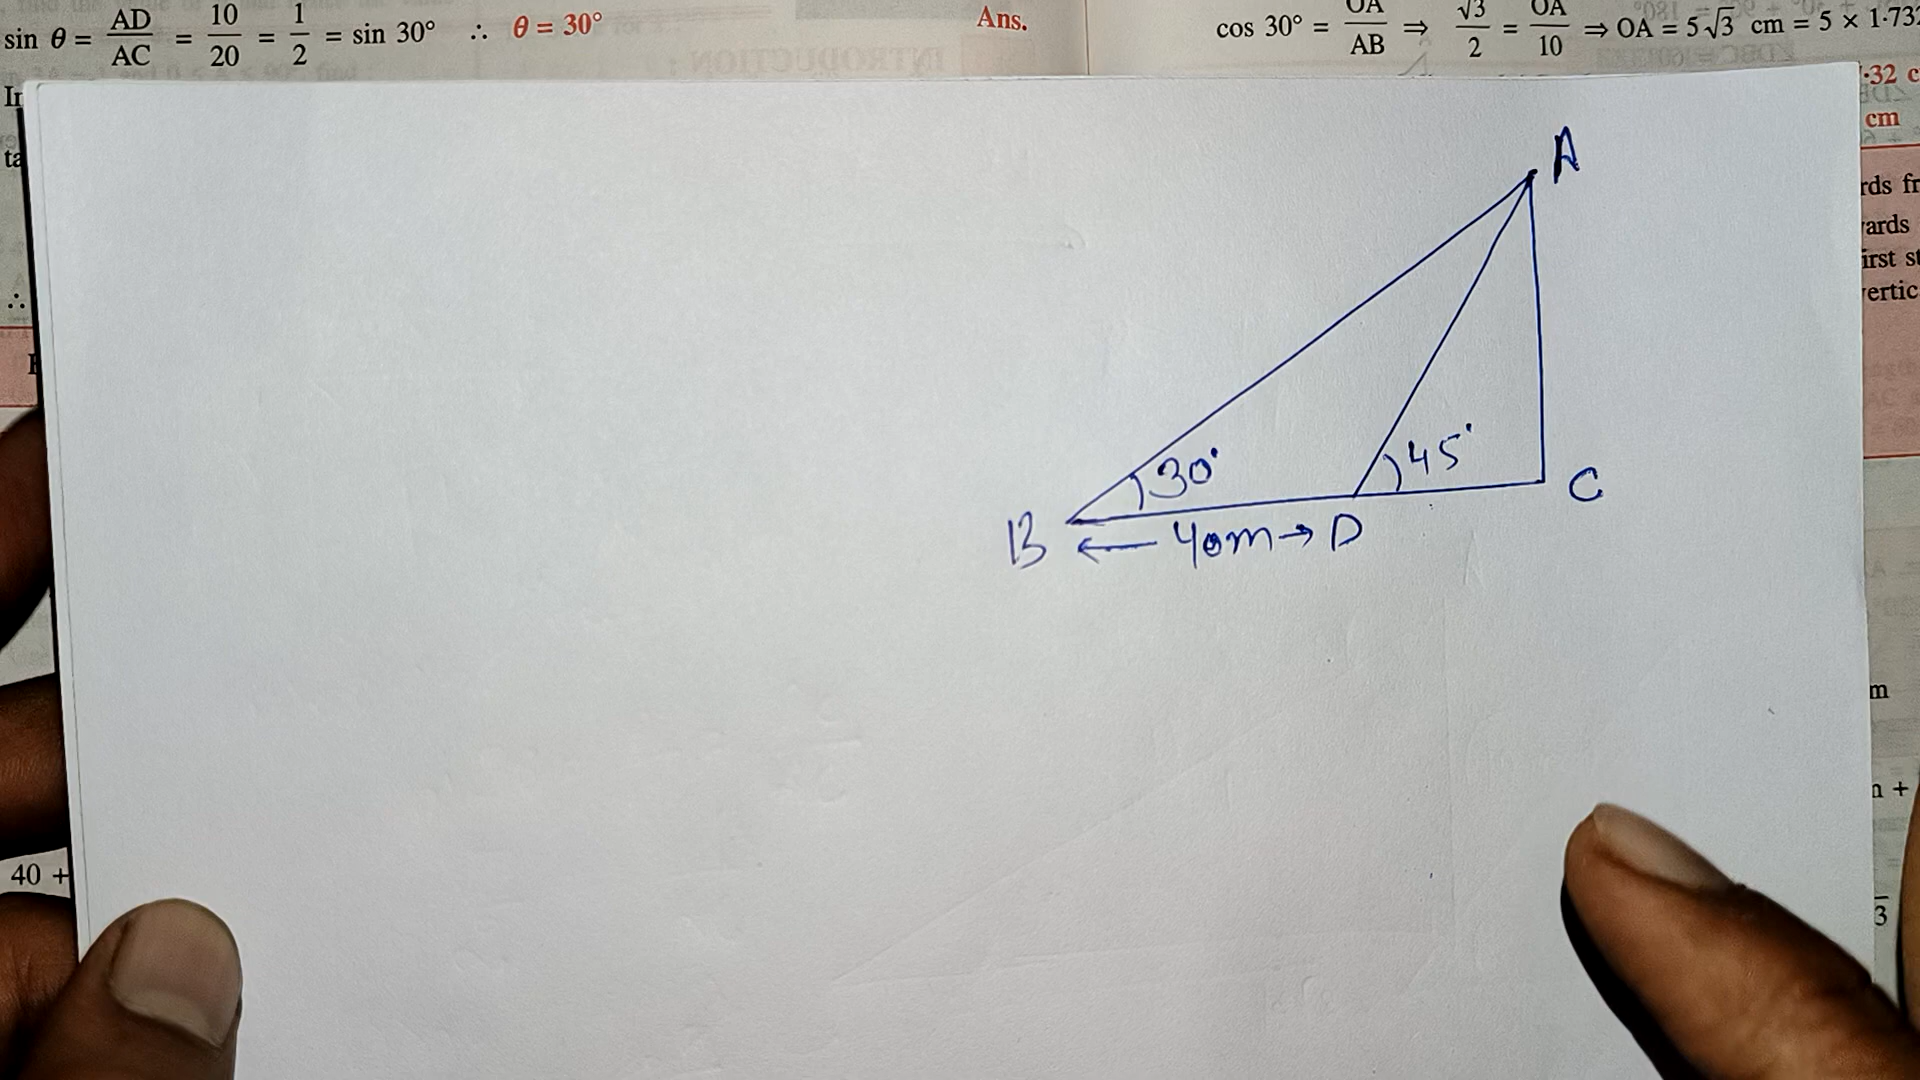 sin θ = AD/AC = 10/20 = 1/2 = sin 30° ∴ θ = 30° Ans.
cos 30° = OA/AB ⇒ √3/2 = OA/10 ⇒ OA = 5√3 cm = 5 × 1·73
·32 c
cm
A
rds fr
ards
irst st
ertic
30°
45°
C
B
← 40m → D
m
n +
40 +
3